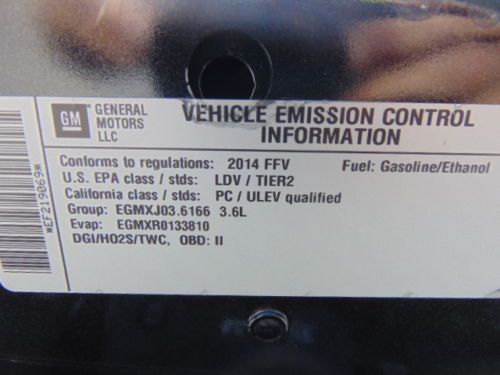 GM GENERAL MOTORS LLC
VEHICLE EMISSION CONTROL
INFORMATION
Conforms to regulations: 2014 FFV Fuel: Gasoline/Ethanol
U.S. EPA class / stds: LDV / TIER2
California class / stds: PC / ULEV qualified
Group: EGMXJ03.6166 3.6L
Evap: EGMXR0133810
DGI/HO2S/TWC, OBD: II
*EF219069*